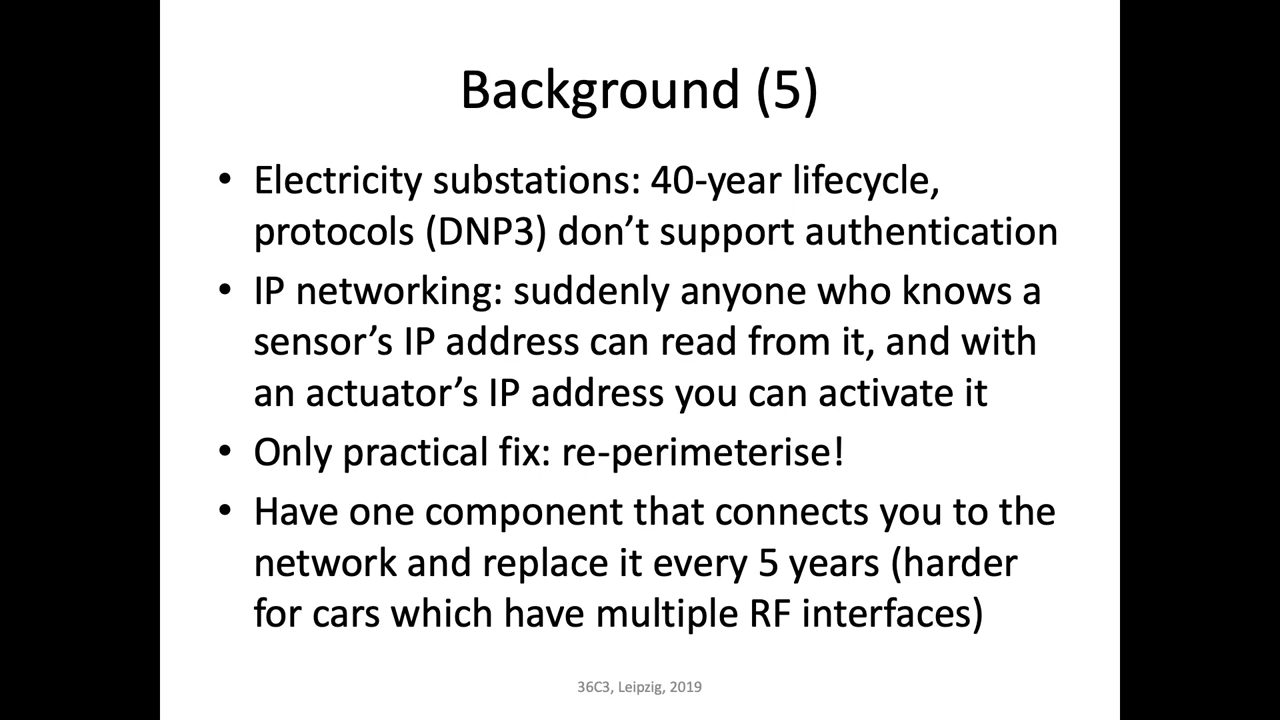 Background (5)
• Electricity substations: 40-year lifecycle,
protocols (DNP3) don’t support authentication
• IP networking: suddenly anyone who knows a
sensor’s IP address can read from it, and with
an actuator’s IP address you can activate it
• Only practical fix: re-perimeterise!
• Have one component that connects you to the
network and replace it every 5 years (harder
for cars which have multiple RF interfaces)
36C3, Leipzig, 2019